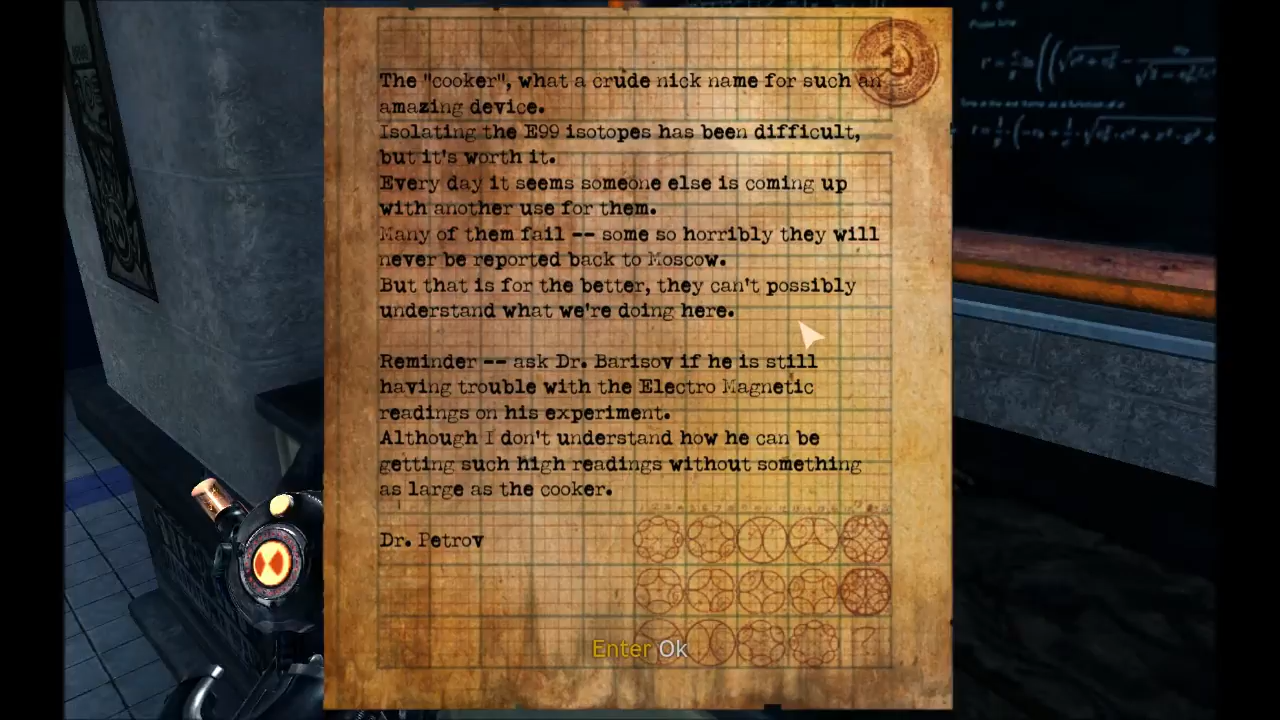 The "cooker", what a crude nick name for such an
amazing device.
Isolating the E99 isotopes has been difficult,
but it's worth it.
Every day it seems someone else is coming up
with another use for them.
Many of them fail -- some so horribly they will
never be reported back to Moscow.
But that is for the better, they can't possibly
understand what we're doing here.
Reminder -- ask Dr. Barisov if he is still
having trouble with the Electro Magnetic
readings on his experiment.
Although I don't understand how he can be
getting such high readings without something
as large as the cooker.
Dr. Petrov
Enter Ok